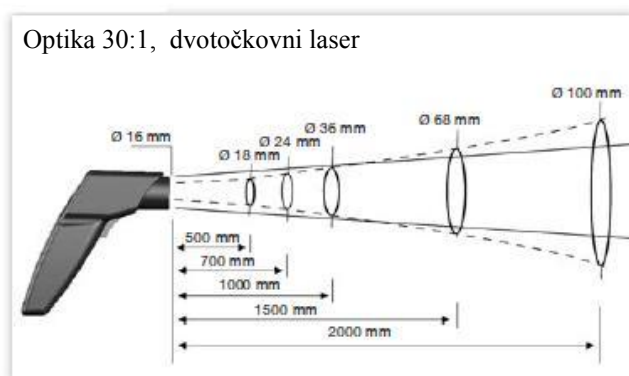 Optika 30:1, dvotočkovni laser
Ø 16 mm
Ø 18 mm
Ø 24 mm
Ø 36 mm
Ø 68 mm
Ø 100 mm
500 mm
700 mm
1000 mm
1500 mm
2000 mm